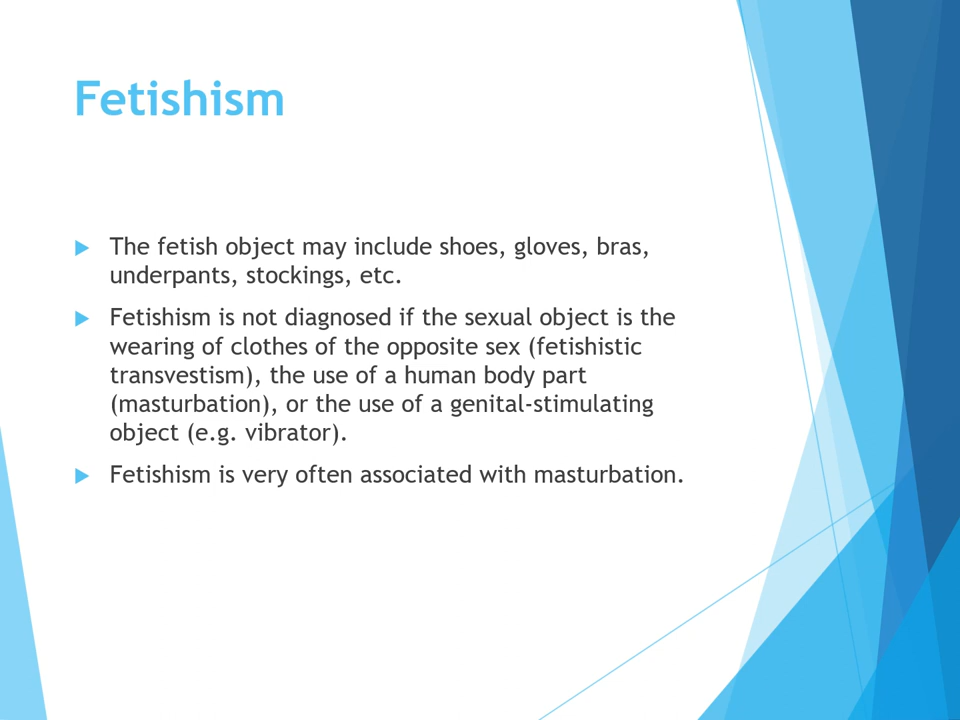 Fetishism
The fetish object may include shoes, gloves, bras,
underpants, stockings, etc.
Fetishism is not diagnosed if the sexual object is the
wearing of clothes of the opposite sex (fetishistic
transvestism), the use of a human body part
(masturbation), or the use of a genital-stimulating
object (e.g. vibrator).
Fetishism is very often associated with masturbation.